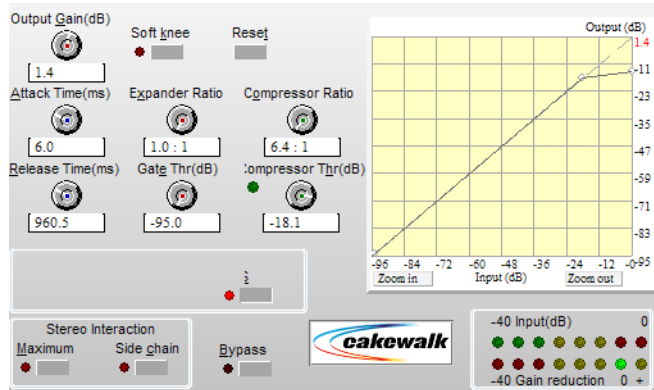 Output Gain(dB)
Soft knee
Reset
1.4
Attack Time(ms)
Expander Ratio
Compressor Ratio
6.0
1.0 : 1
6.4 : 1
Release Time(ms)
Gate Thr(dB)
Compressor Thr(dB)
960.5
-95.0
-18.1
Output (dB)
1.4
-11
-23
-35
-47
-59
-71
-83
-95
-96 -84 -72 -60 -48 -36 -24 -12 -0
Zoom in
Input (dB)
Zoom out
Stereo Interaction
Maximum
Side chain
Bypass
cakewalk
-40 Input(dB) 0
-40 Gain reduction 0 +